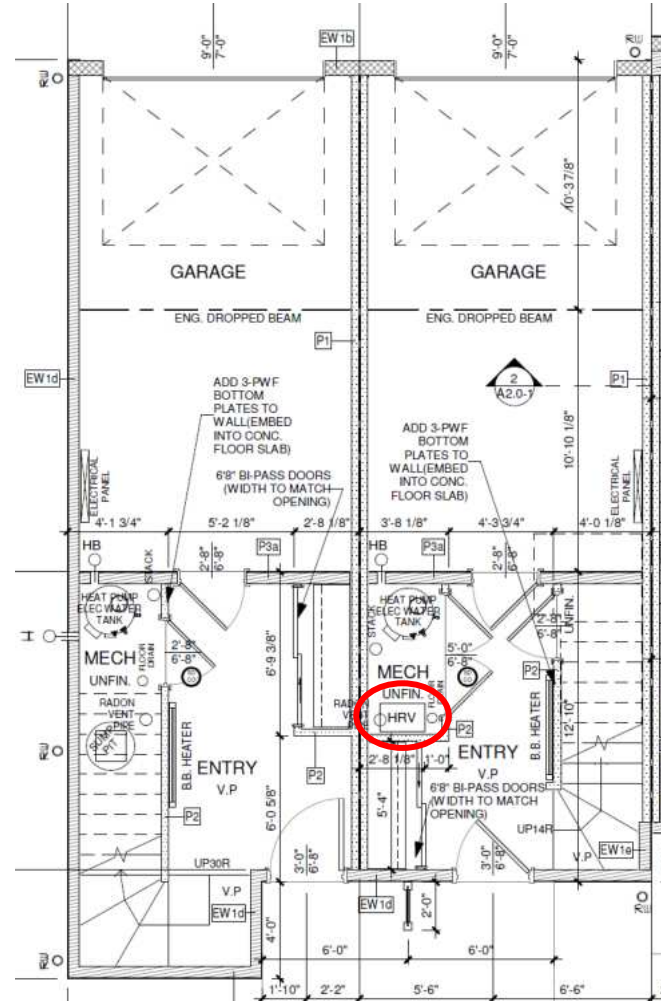 9'-0"
7'-0"
EW1b
9'-0"
7'-0"
RW
10'-3 7/8"
GARAGE
GARAGE
ENG. DROPPED BEAM
ENG. DROPPED BEAM
P1
EW1d
2
A2.0-1
P1
ADD 3-PWF
BOTTOM
PLATES TO
WALL(EMBED
INTO CONC.
FLOOR SLAB)
ADD 3-PWF
BOTTOM
PLATES TO
WALL(EMBED
INTO CONC.
FLOOR SLAB)
10'-10 1/8"
6'8" BI-PASS DOORS
(WIDTH TO MATCH
OPENING)
ELECTRICAL
PANEL
ELECTRICAL
PANEL
4'-1 3/4"
5'-2 1/8"
2'-8 1/8"
3'-8 1/8"
4'-3 3/4"
4'-0 1/8"
HB
STACK
2'-8"
6'-8"
P3a
HB
P3a
2'-8"
6'-8"
HEAT PUMP
ELEC WATER
TANK
HEAT PUMP
ELEC WATER
TANK
2'-8"
6'-8"
UNFIN.
STACK
2'-8"
6'-8"
6'-9 3/8"
5'-0"
6'-8"
P2
MECH
UNFIN.
FLOOR
DRAIN
MECH
UNFIN.
RADON
VENT
PIPE
RADON
HRV
P2
12'-10"
SUMP
PIT
B.B. HEATER
ENTRY
V.P
P2
2'-8 1/8"
1'-0"
ENTRY
V.P
B.B. HEATER
RW
6'8" BI-PASS DOORS
(WIDTH TO MATCH
OPENING)
5'-4"
P2
6'-0 5/8"
UP14R
V.P
EW1e
UP30R
3'-0"
6'-8"
3'-0"
6'-8"
V.P
EW1d
EW1d
2'-0"
4'-0"
RW
6'-0"
6'-0"
1'-10"
2'-2"
5'-6"
6'-6"